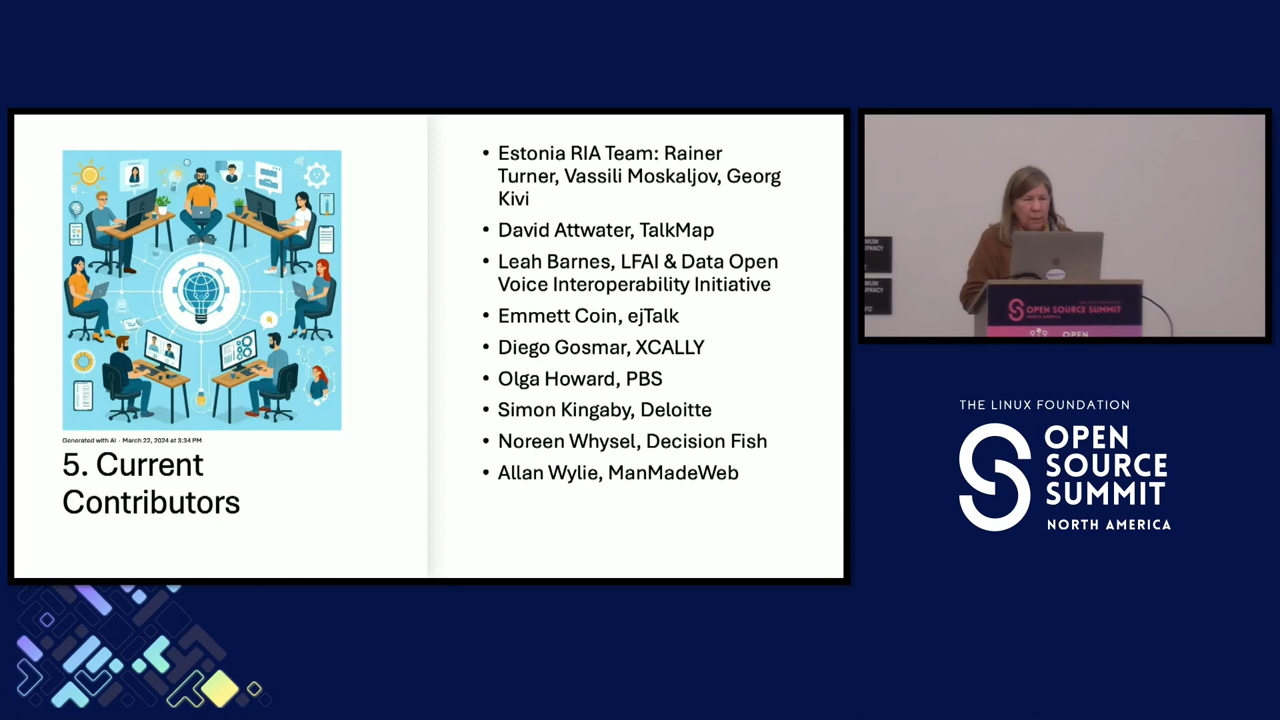 Generated with AI - March 22, 2024 at 3:34 PM
5. Current
Contributors
• Estonia RIA Team: Rainer
Turner, Vassili Moskaljov, Georg
Kivi
• David Attwater, TalkMap
• Leah Barnes, LFAI & Data Open
Voice Interoperability Initiative
• Emmett Coin, ejTalk
• Diego Gosmar, XCALLY
• Olga Howard, PBS
• Simon Kingaby, Deloitte
• Noreen Whysel, Decision Fish
• Allan Wylie, ManMadeWeb
OPEN SOURCE SUMMIT
NORTH AMERICA
OPEN
THE LINUX FOUNDATION
OPEN
SOURCE
SUMMIT
NORTH AMERICA